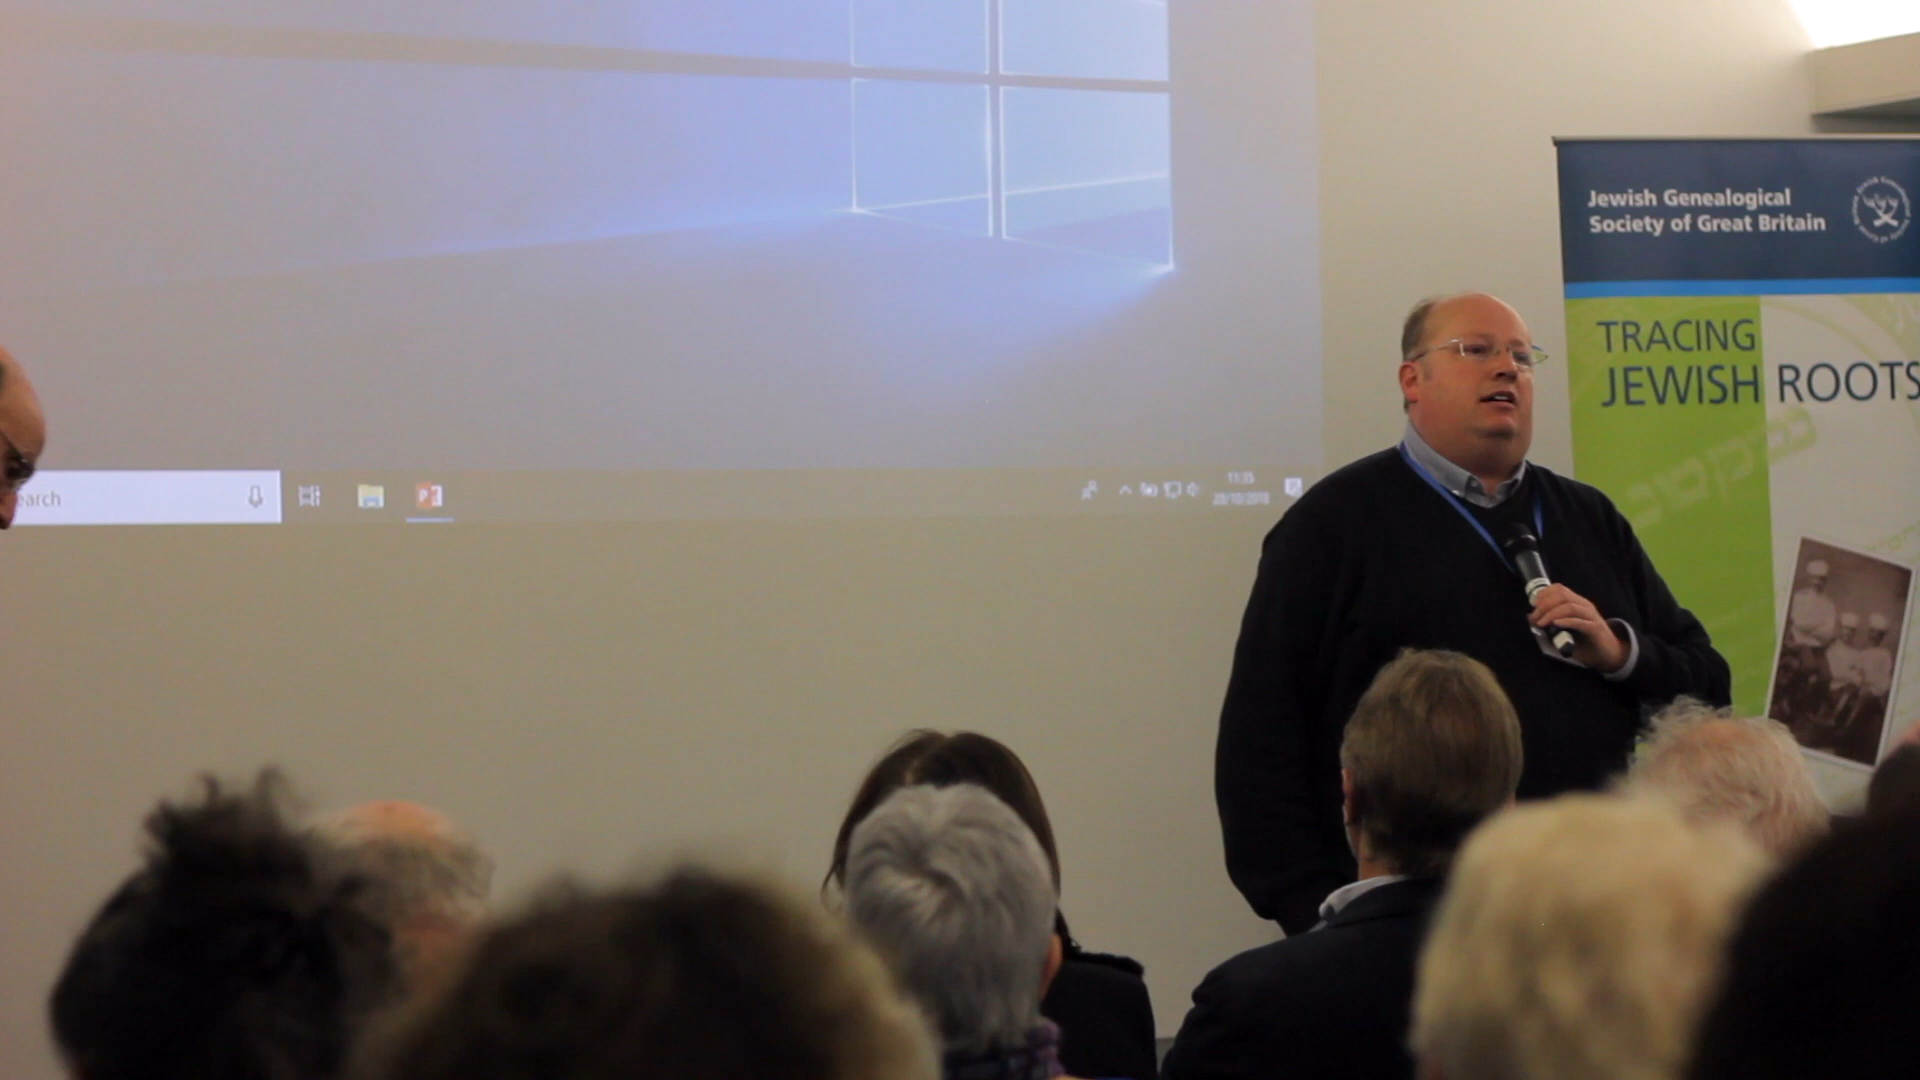 earch
11:35
Jewish Genealogical
Society of Great Britain
TRACING
JEWISH ROOTS